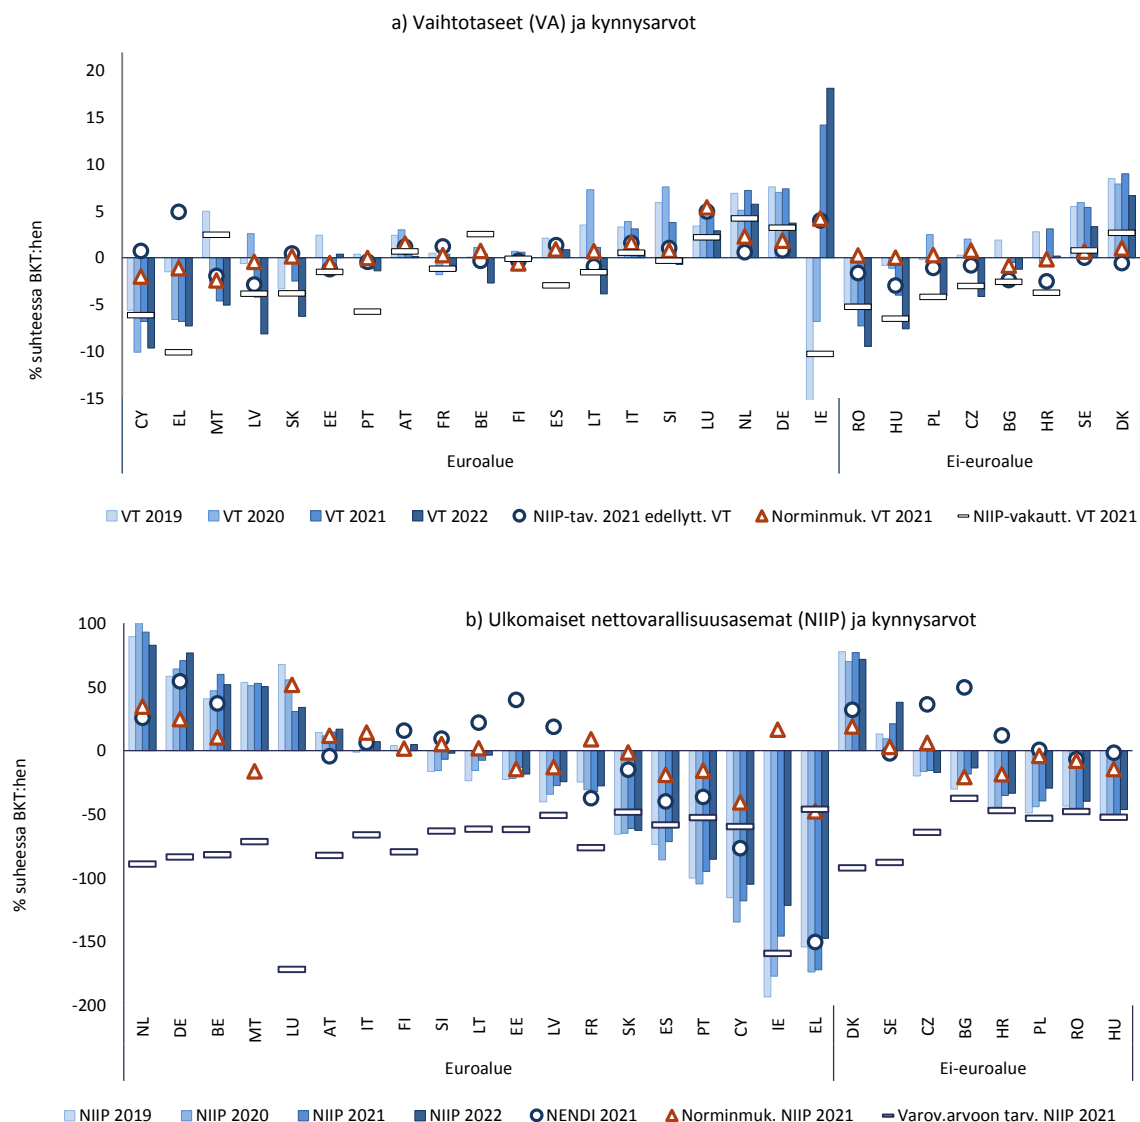 a) Vaihtotaseet (VA) ja kynnysarvot
% suhteessa BKT:hen
20
15
10
5
0
-5
-10
-15
CY EL MT LV SK EE PT AT FR BE FI ES LT IT SI LU NL DE IE RO HU PL CZ BG HR SE DK
Euroalue Ei-euroalue
VT 2019 VT 2020 VT 2021 VT 2022 NIIP-tav. 2021 edellytt. VT Norminmuk. VT 2021 NIIP-vakautt. VT 2021
b) Ulkomaiset nettovarallisuusasemat (NIIP) ja kynnysarvot
% suheessa BKT:hen
100
50
0
-50
-100
-150
-200
NL DE BE MT LU AT IT FI SI LT EE LV FR SK ES PT CY IE EL DK SE CZ BG HR PL RO HU
Euroalue Ei-euroalue
NIIP 2019 NIIP 2020 NIIP 2021 NIIP 2022 NENDI 2021 Norminmuk. NIIP 2021 Varov.arvoon tarv. NIIP 2021